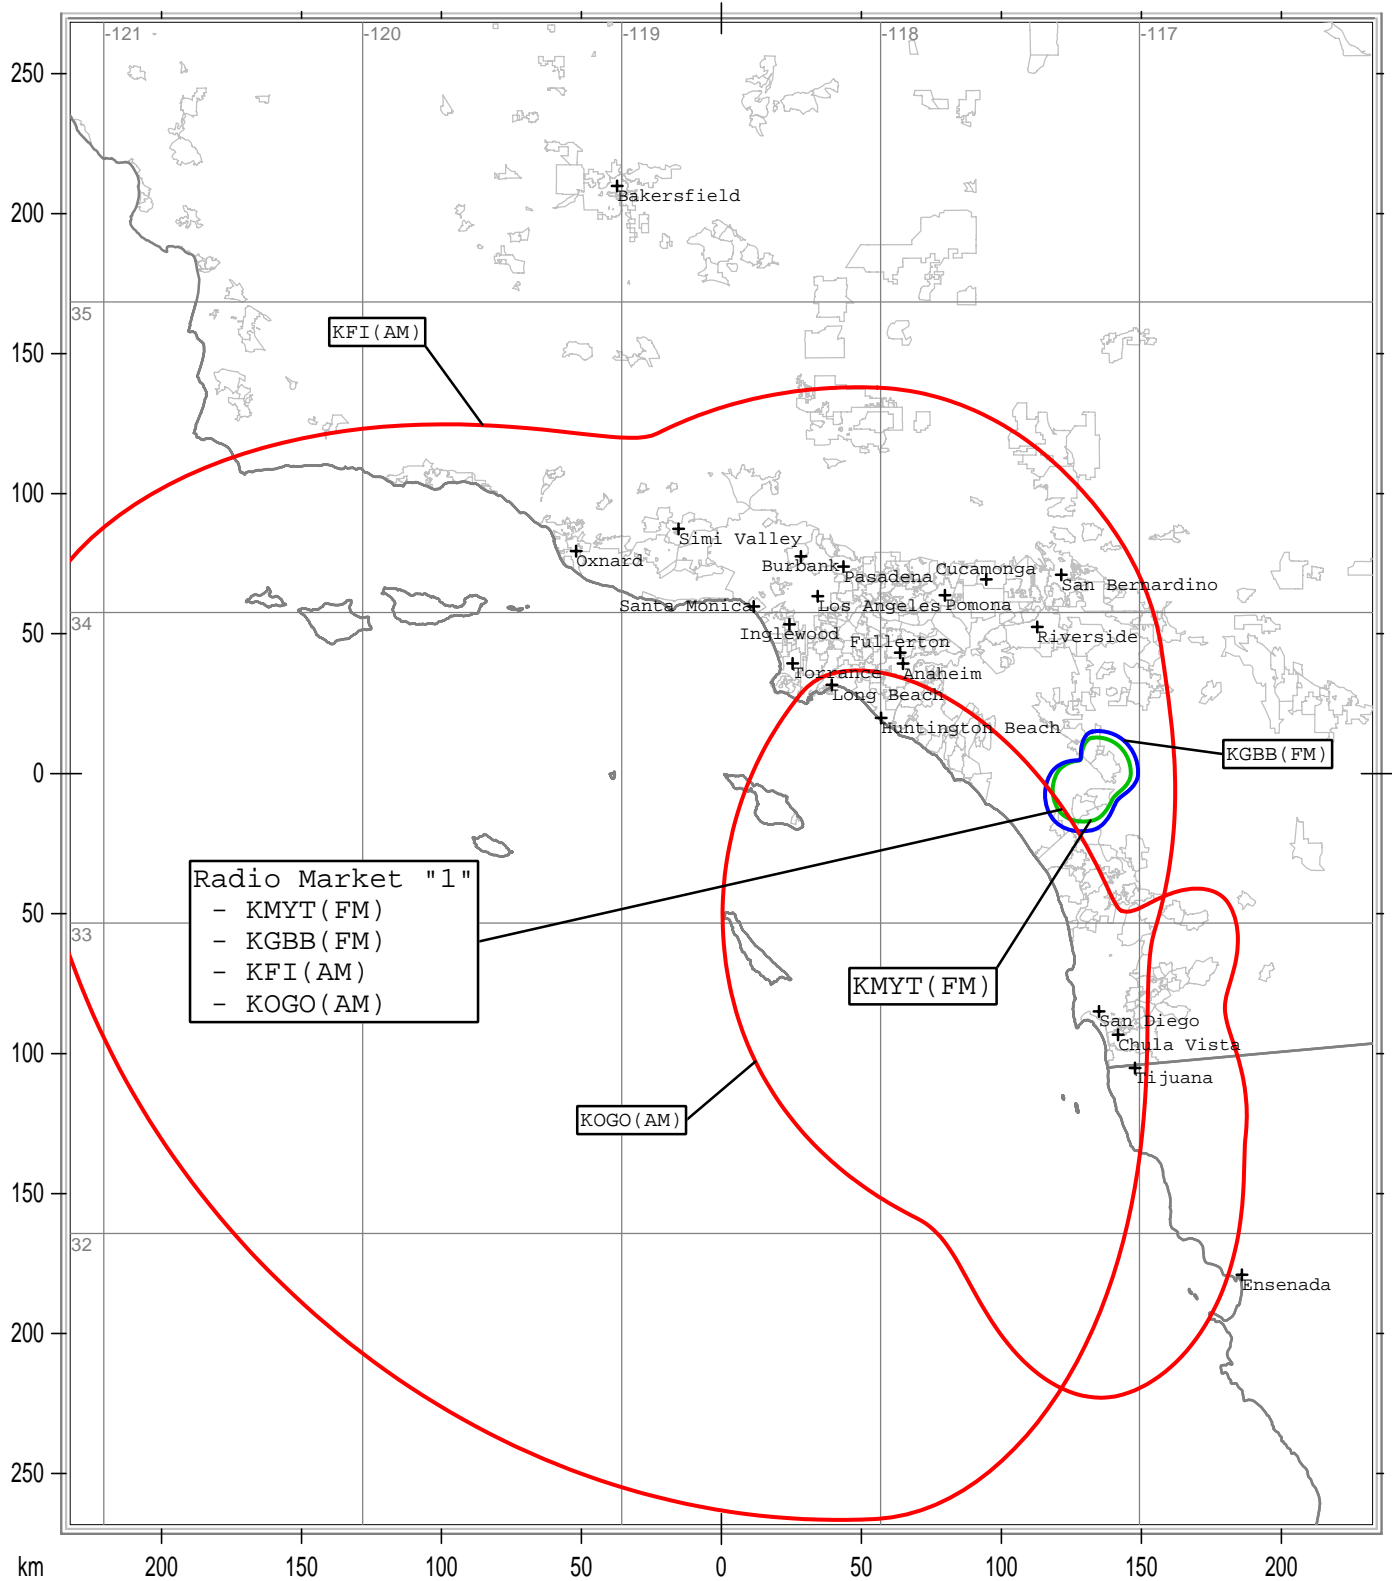 -121
-120
-119
-118
-117
250
Bakersfield
200
35
KFI(AM)
150
100
Simi Valley
Oxnard
Burbank
Pasadena
Cucamonga
San Bernardino
Santa Monica
Los Angeles
Pomona
34
50
Inglewood
Fullerton
Riverside
Torrance
Anaheim
Long Beach
Huntington Beach
KGBB(FM)
0
Radio Market "1"
- KMYT(FM)
- KGBB(FM)
- KFI(AM)
- KOGO(AM)
50
33
KMYT(FM)
San Diego
Chula Vista
100
Tijuana
KOGO(AM)
150
32
Ensenada
200
250
km
200
150
100
50
0
50
100
150
200